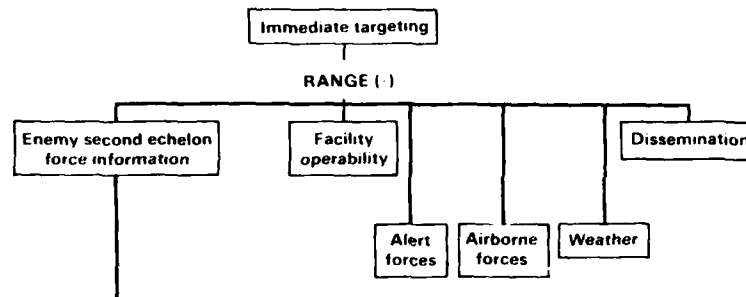 Immediate targeting
RANGE (·)
Enemy second echelon
force information
Facility
operability
Dissemination
Alert
forces
Airborne
forces
Weather